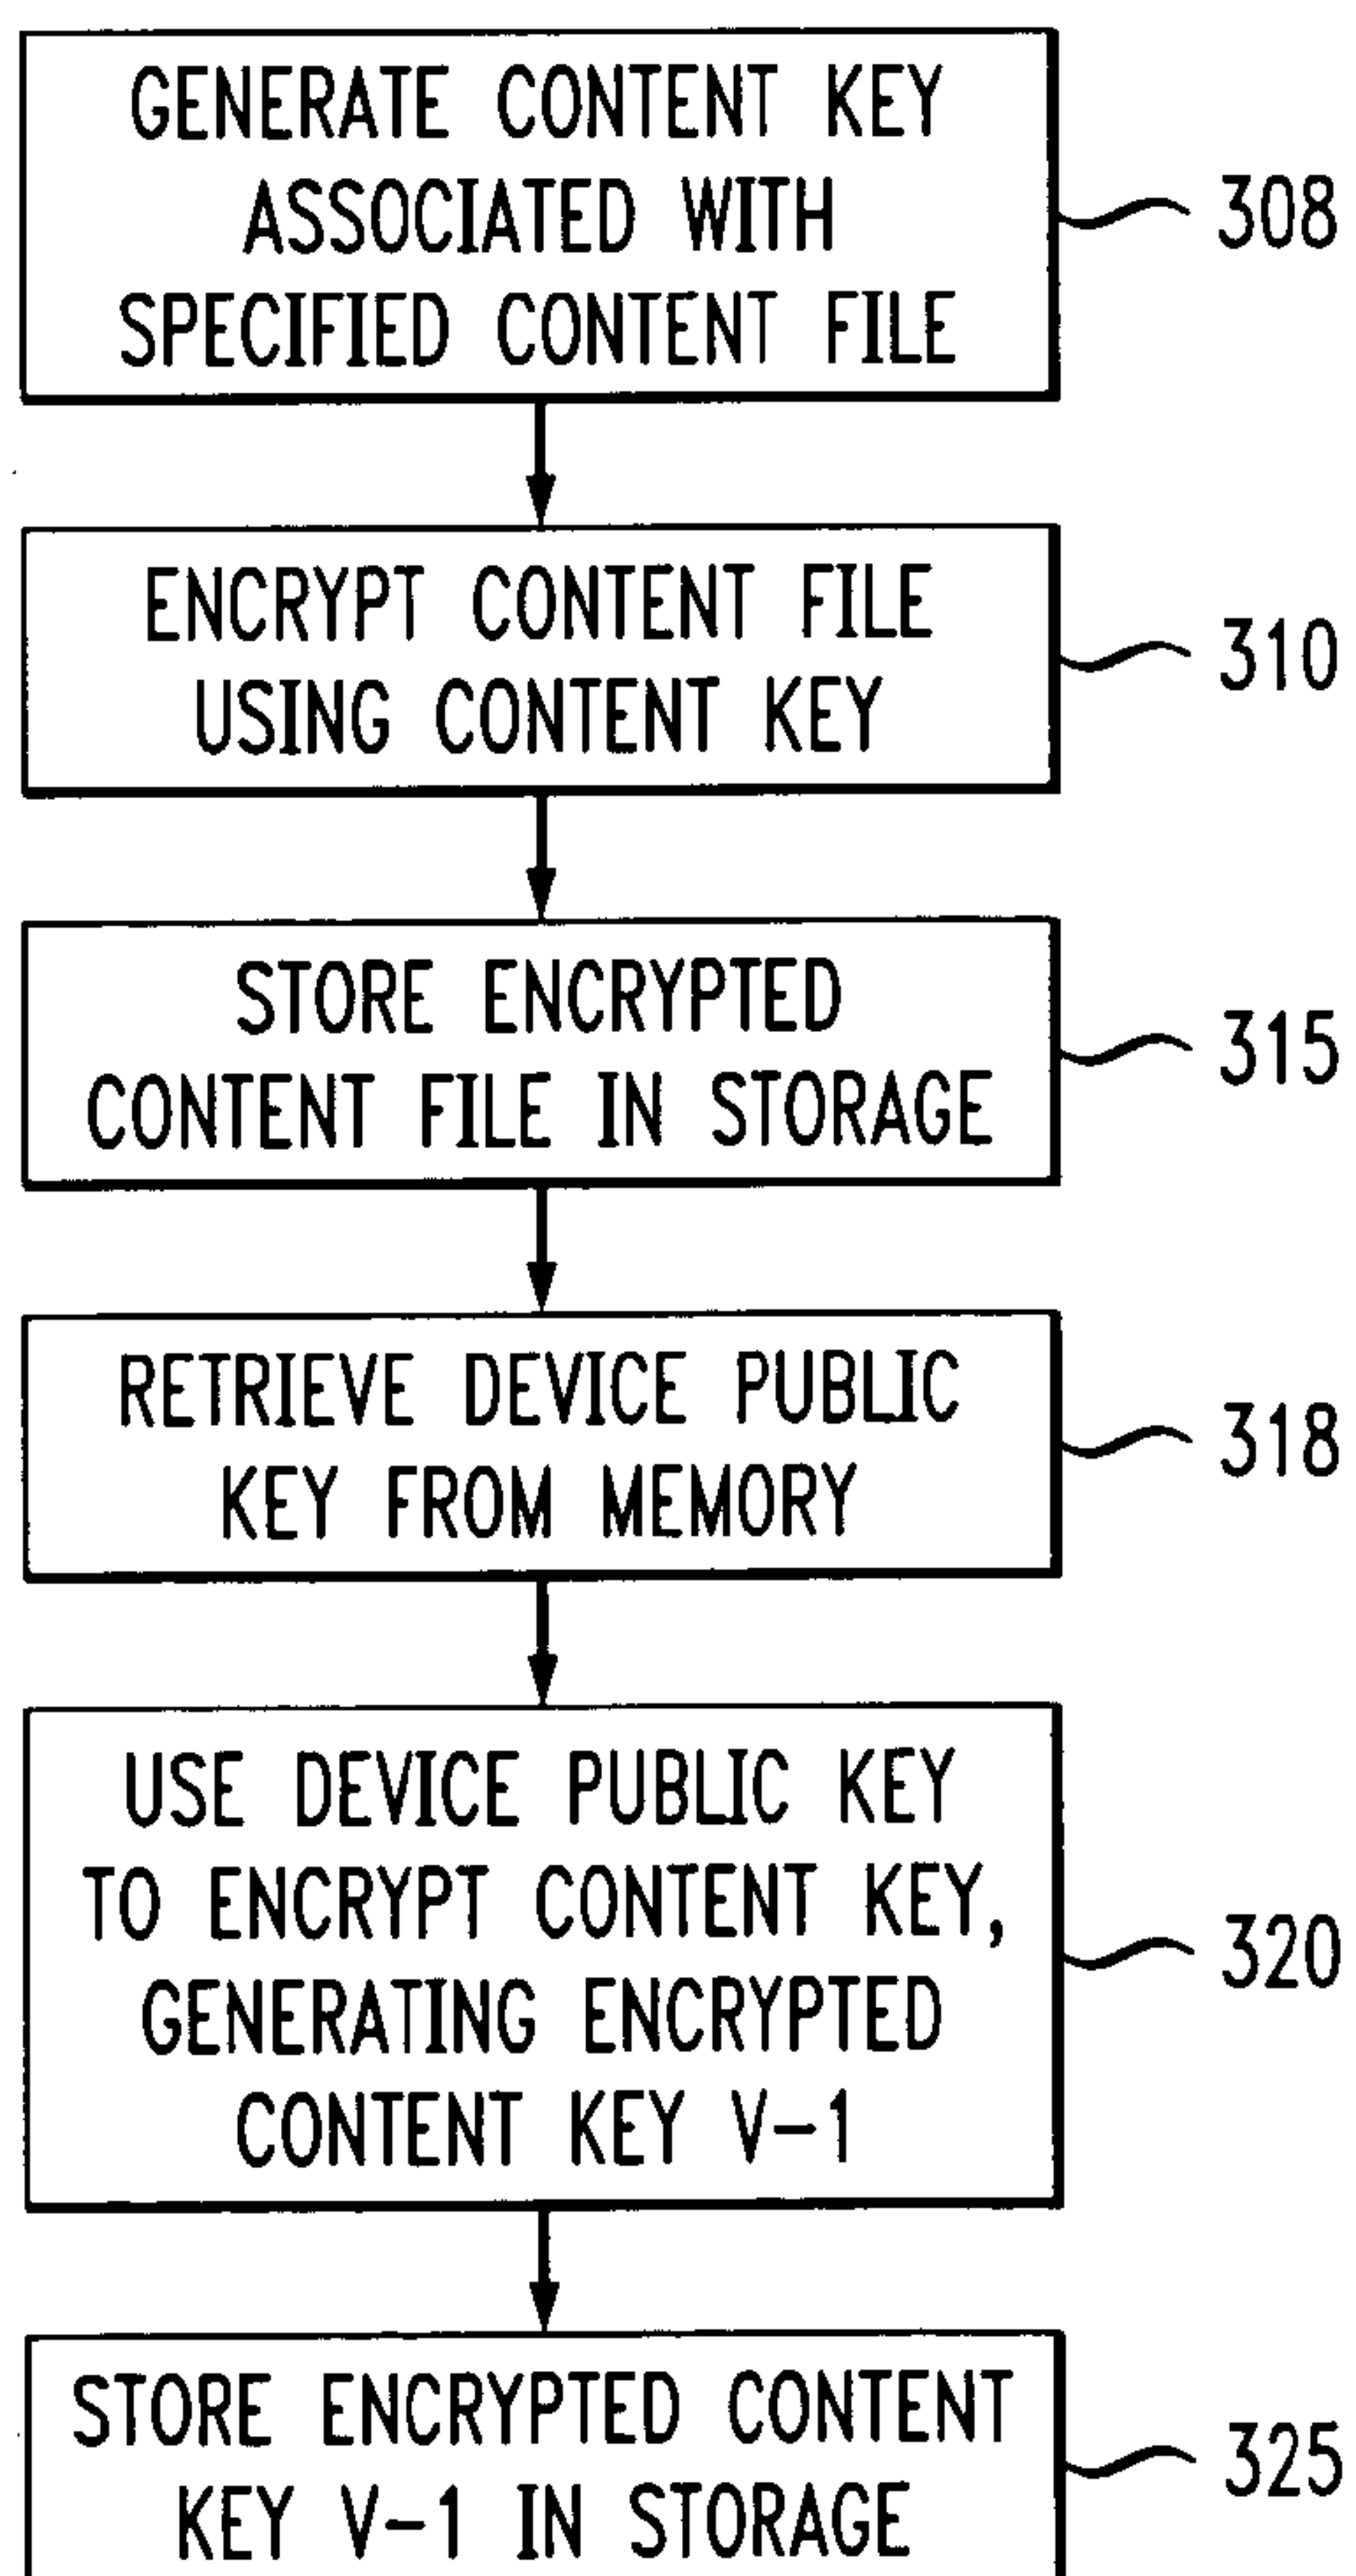 GENERATE CONTENT KEY
ASSOCIATED WITH
SPECIFIED CONTENT FILE
308
ENCRYPT CONTENT FILE
USING CONTENT KEY
310
STORE ENCRYPTED
CONTENT FILE IN STORAGE
315
RETRIEVE DEVICE PUBLIC
KEY FROM MEMORY
318
USE DEVICE PUBLIC KEY
TO ENCRYPT CONTENT KEY,
GENERATING ENCRYPTED
CONTENT KEY V-1
320
STORE ENCRYPTED CONTENT
KEY V-1 IN STORAGE
325